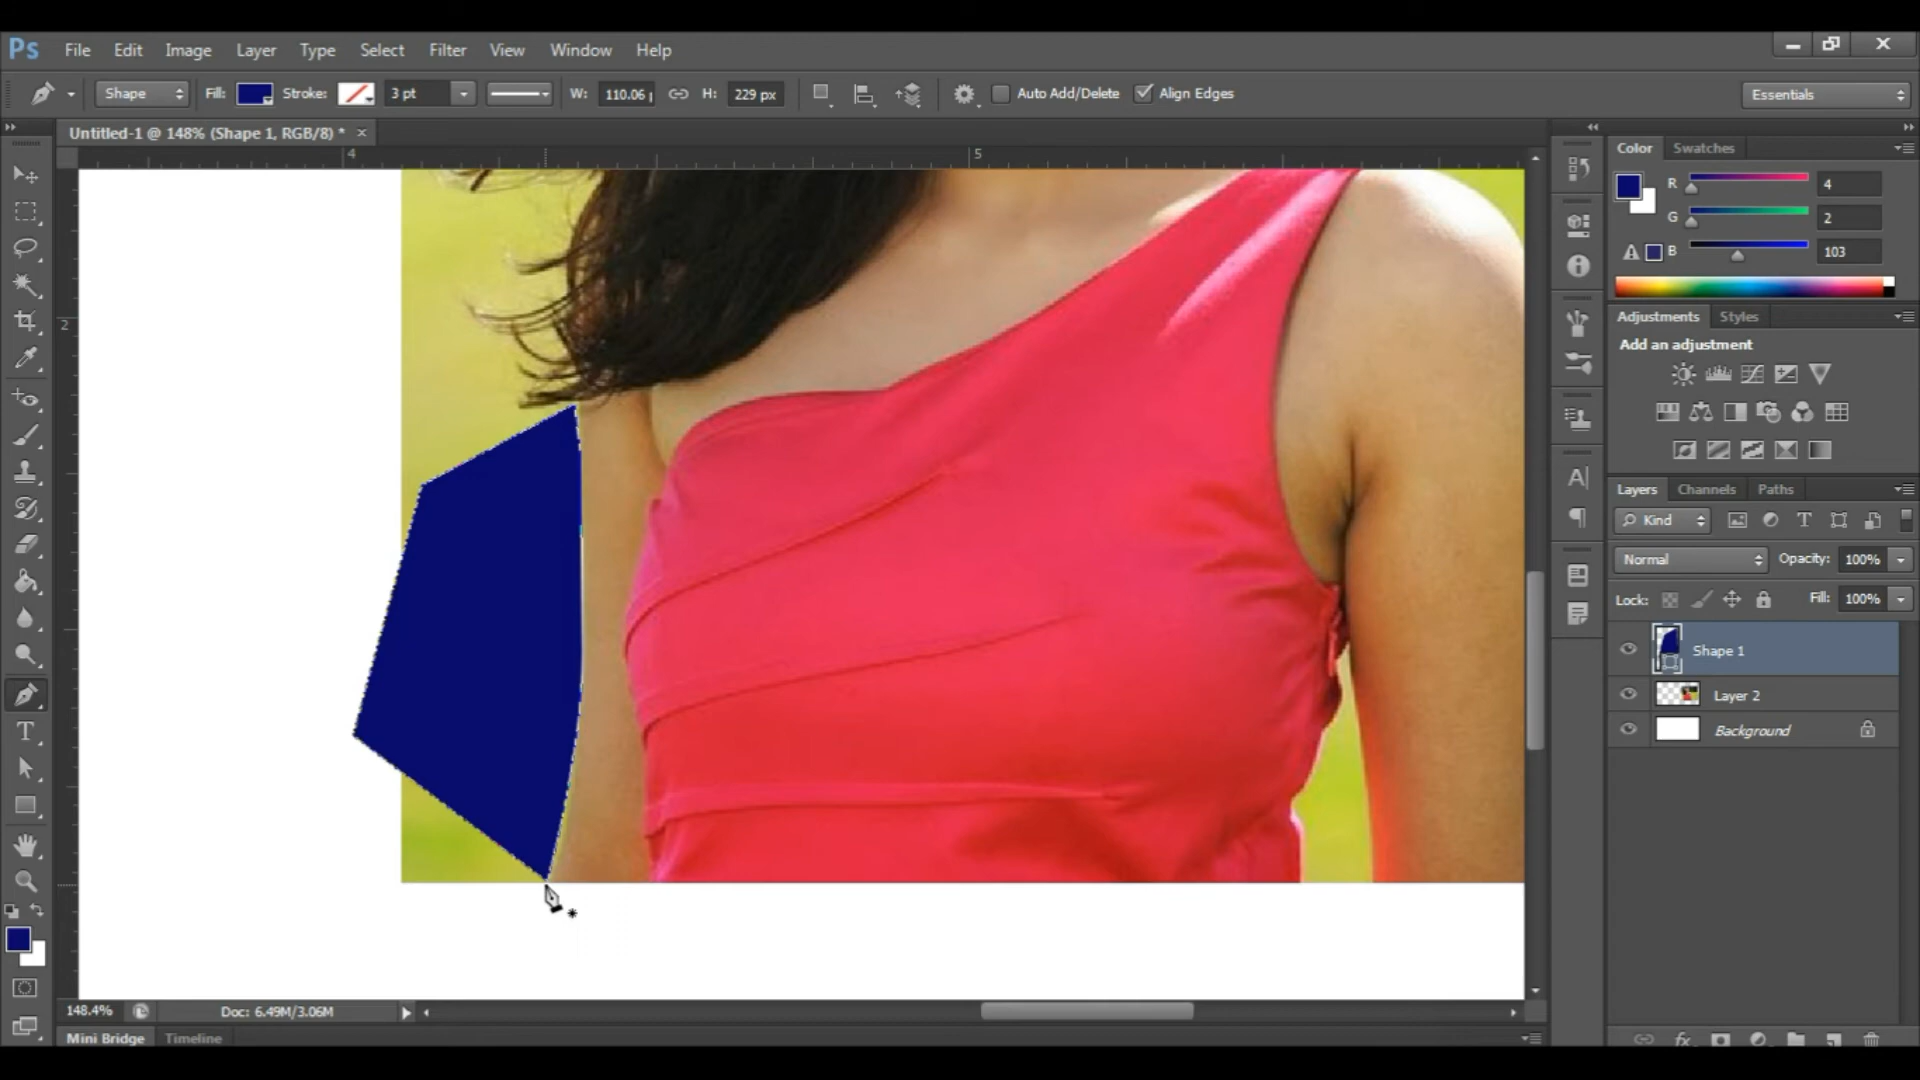 Ps File Edit Image Layer Type Select Filter View Window Help
Shape Fill: Stroke: 3 pt W: 110.06 H: 229 px Auto Add/Delete Align Edges Essentials
Untitled-1 @ 148% (Shape 1, RGB/8) *
4 5
2
Color Swatches
R 4
G 2
B 103
Adjustments Styles
Add an adjustment
Layers Channels Paths
Kind
Normal Opacity: 100%
Lock: Fill: 100%
Shape 1
Layer 2
Background
148.4% Doc: 6.49M/3.06M
Mini Bridge Timeline